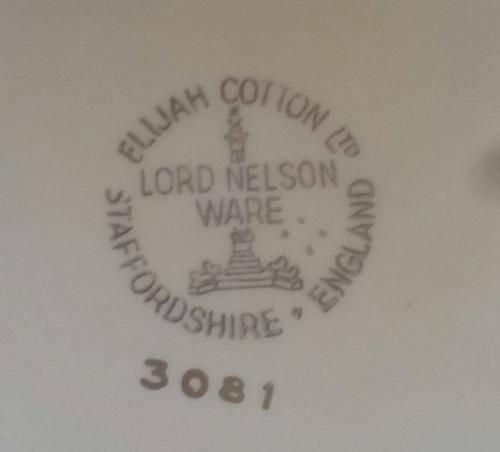 ELIJAH COTTON LTD
LORD NELSON
WARE
STAFFORDSHIRE, ENGLAND
3081